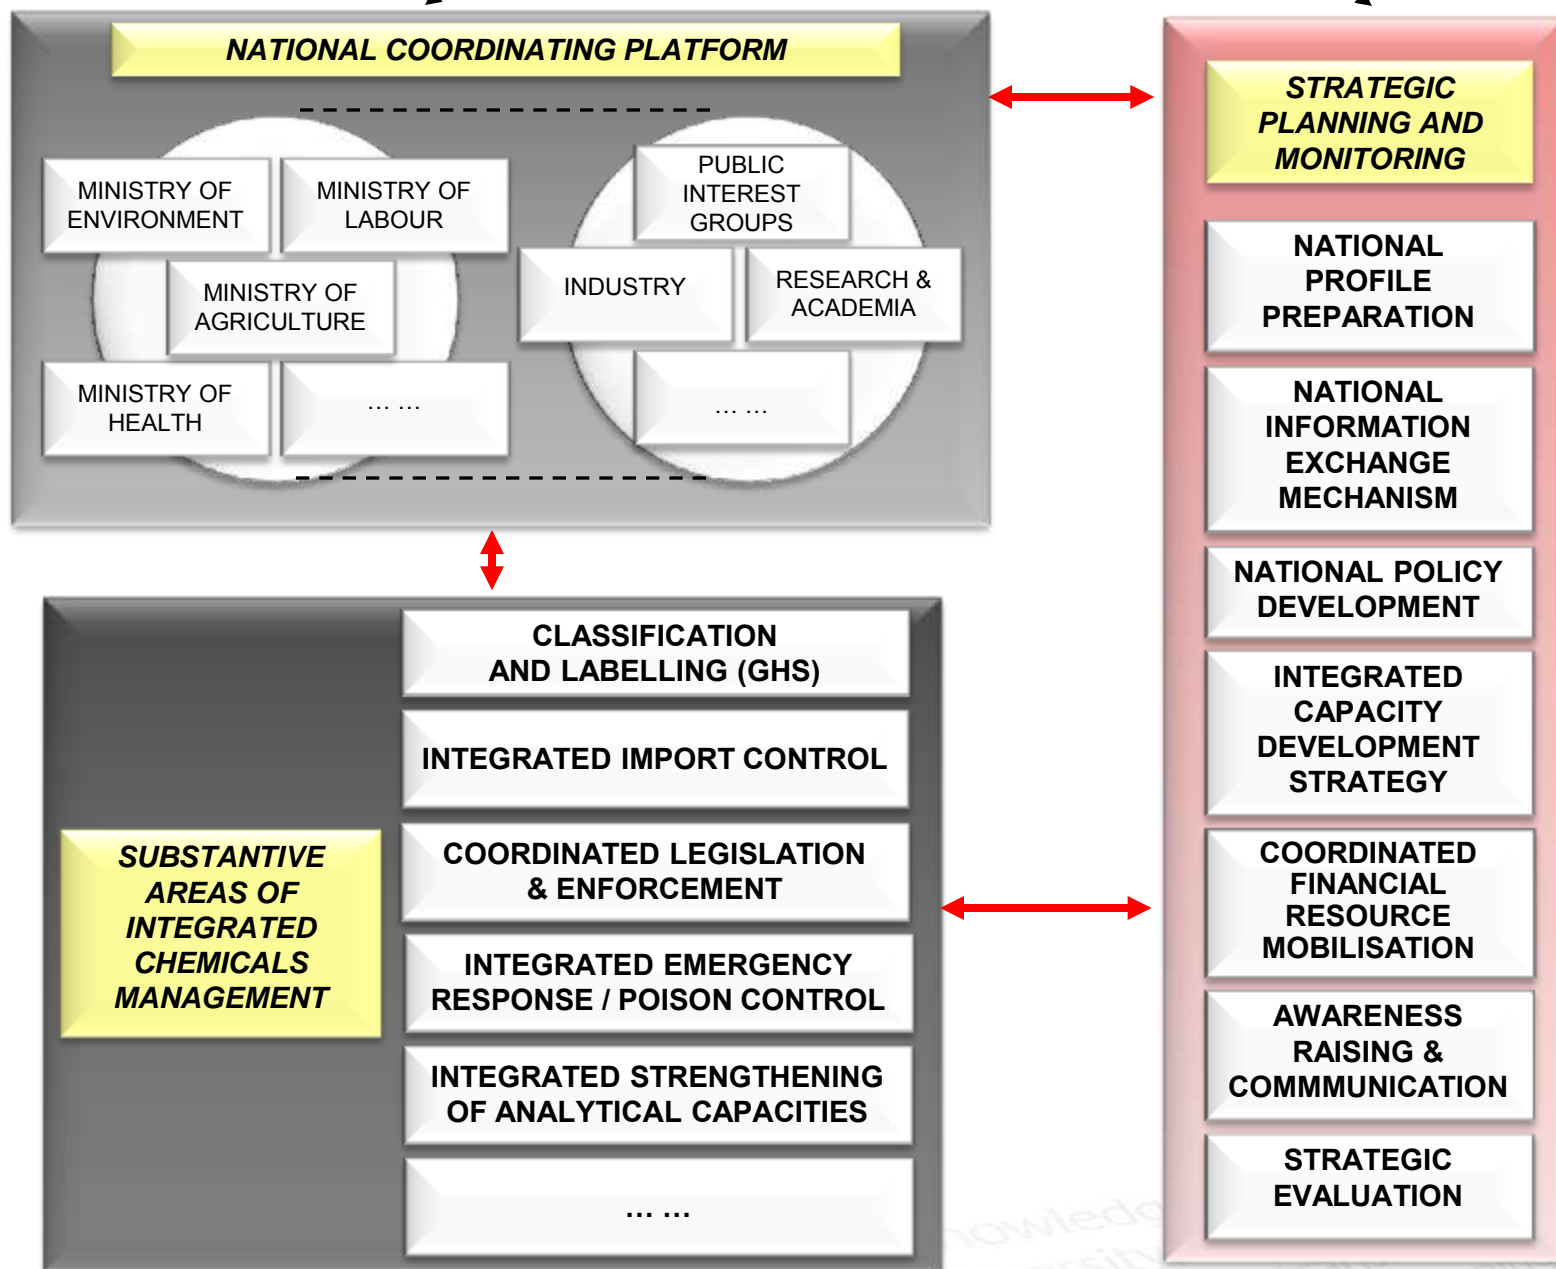 NATIONAL COORDINATING PLATFORM
MINISTRY OF
ENVIRONMENT
MINISTRY OF
LABOUR
MINISTRY OF
AGRICULTURE
MINISTRY OF
HEALTH
... ...
PUBLIC
INTEREST
GROUPS
INDUSTRY
RESEARCH &
ACADEMIA
... ...
STRATEGIC
PLANNING AND
MONITORING
NATIONAL
PROFILE
PREPARATION
NATIONAL
INFORMATION
EXCHANGE
MECHANISM
NATIONAL POLICY
DEVELOPMENT
INTEGRATED
CAPACITY
DEVELOPMENT
STRATEGY
COORDINATED
FINANCIAL
RESOURCE
MOBILISATION
AWARENESS
RAISING &
COMMMUNICATION
STRATEGIC
EVALUATION
SUBSTANTIVE
AREAS OF
INTEGRATED
CHEMICALS
MANAGEMENT
CLASSIFICATION
AND LABELLING (GHS)
INTEGRATED IMPORT CONTROL
COORDINATED LEGISLATION
& ENFORCEMENT
INTEGRATED EMERGENCY
RESPONSE / POISON CONTROL
INTEGRATED STRENGTHENING
OF ANALYTICAL CAPACITIES
... ...